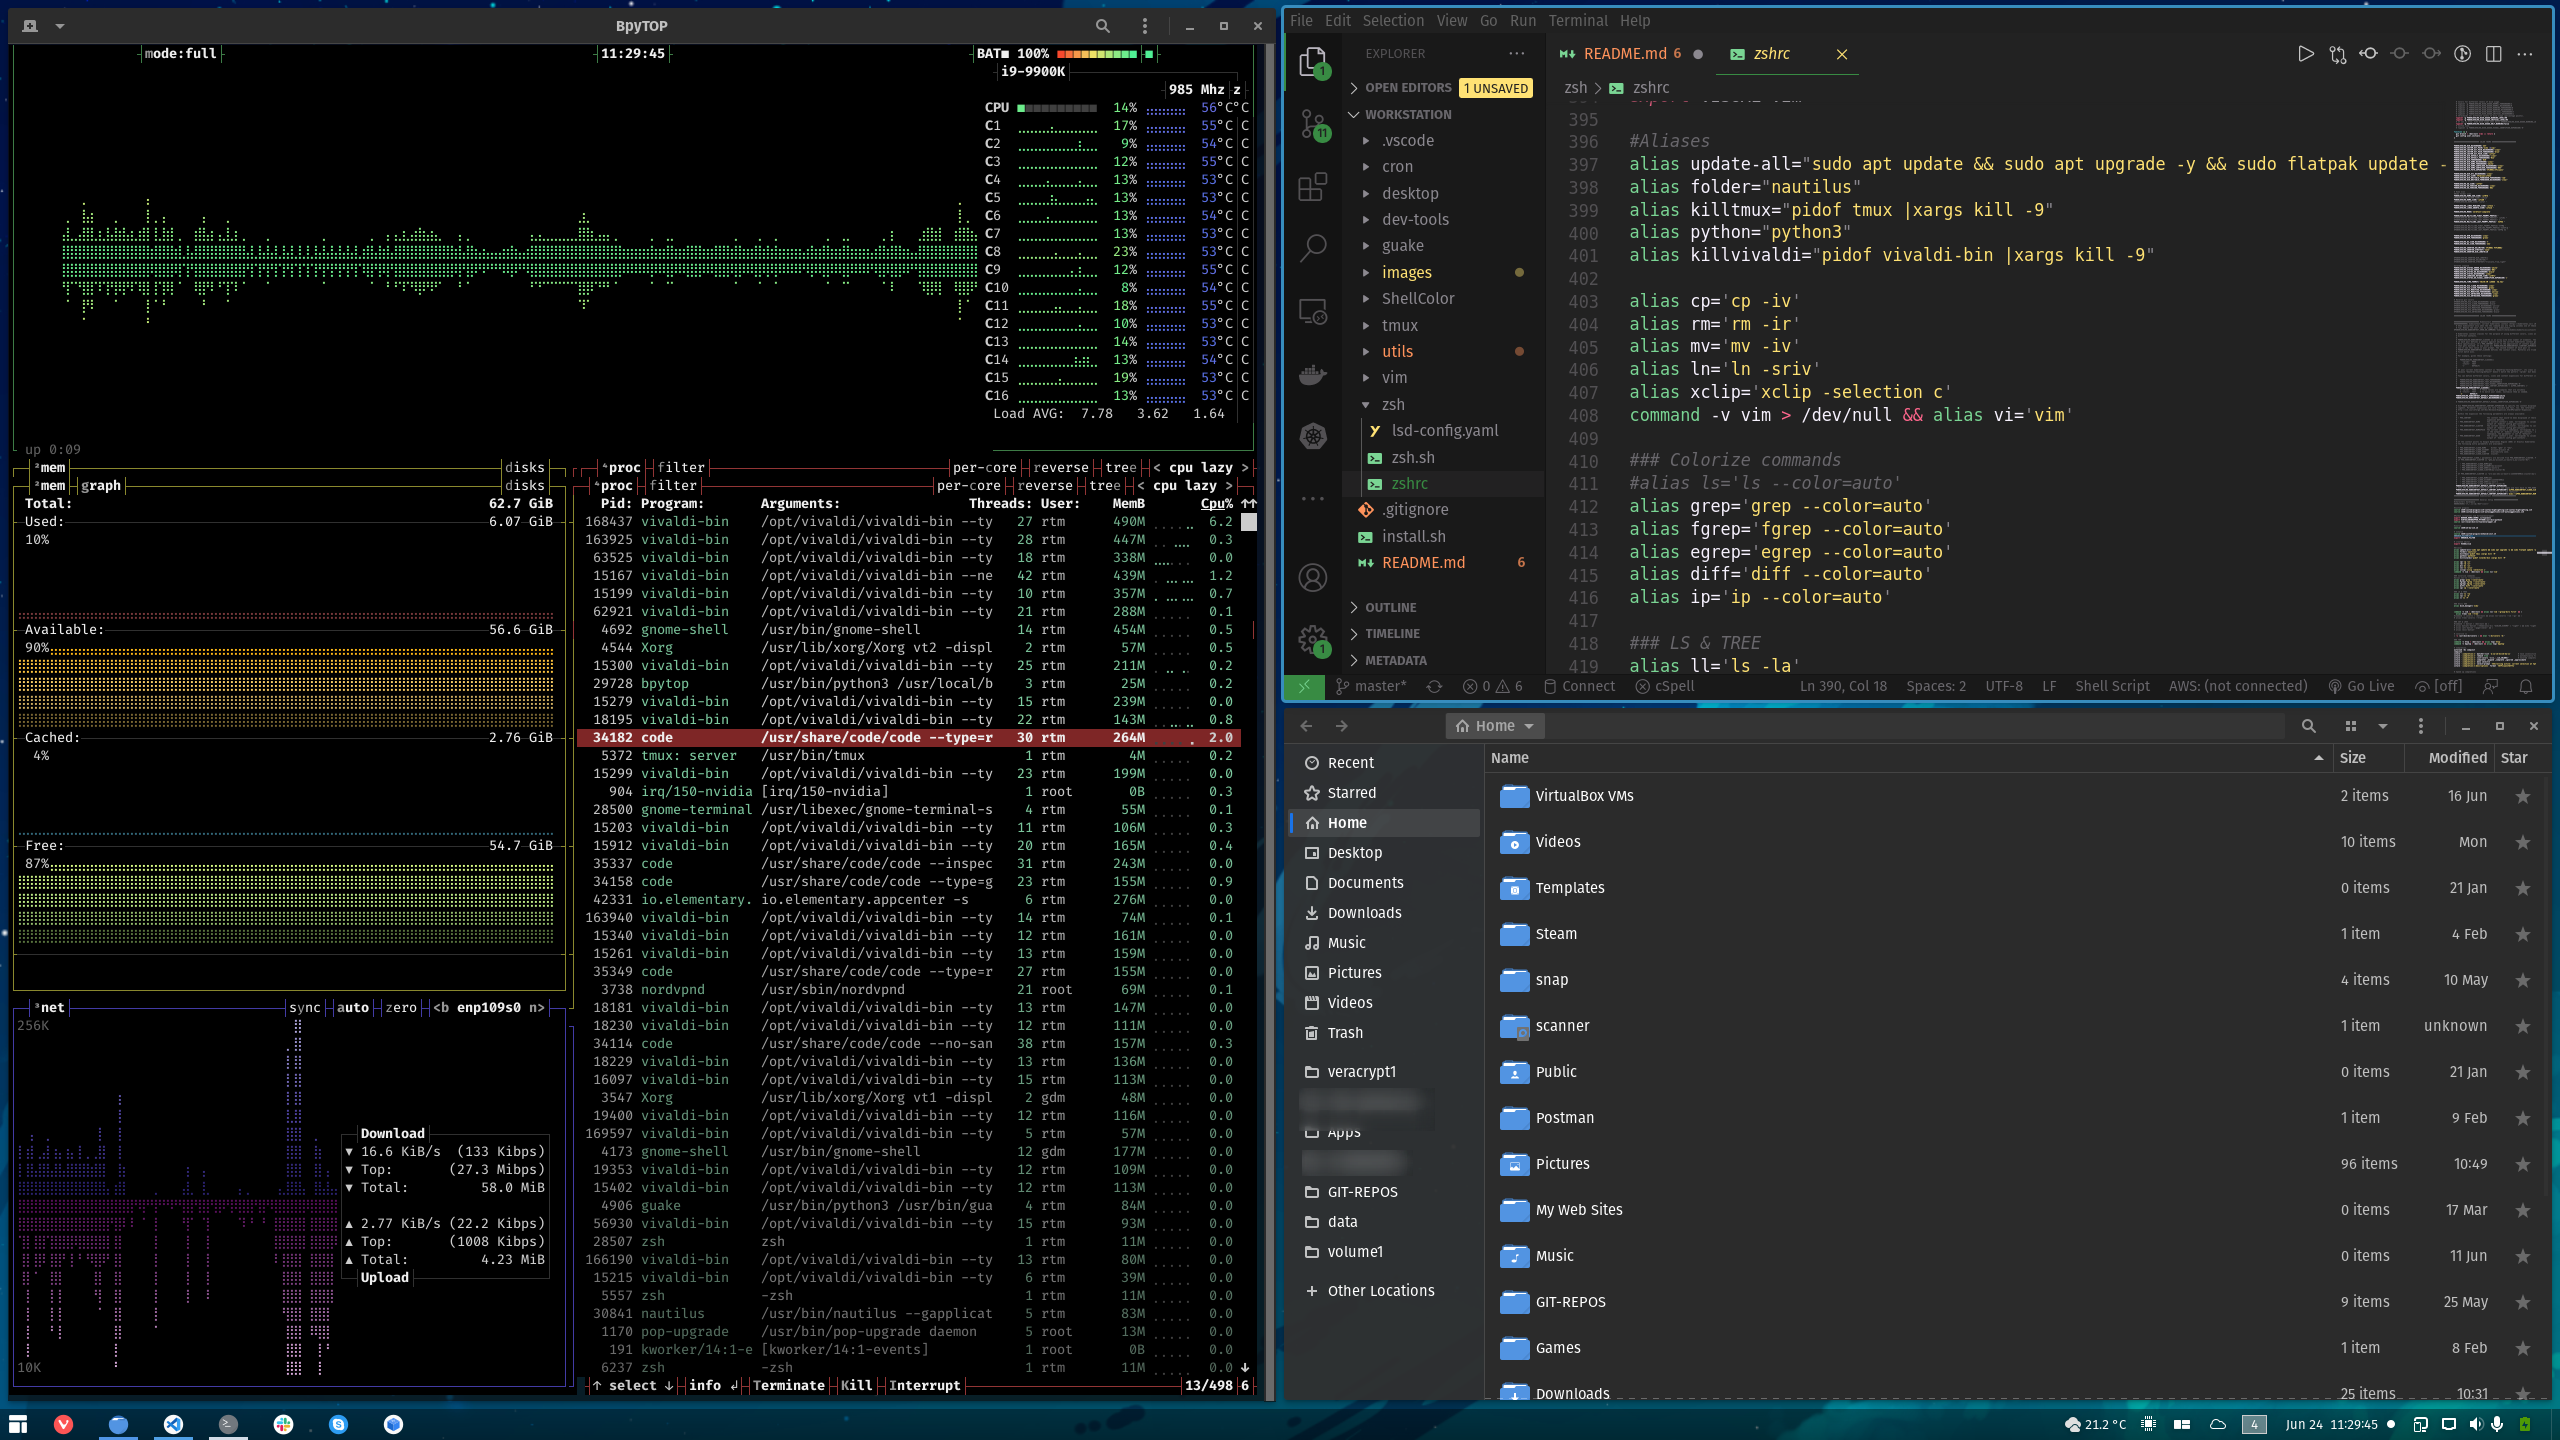 BpyTOP
mode:full
11:29:45
BAT■ 100%
i9-9900K
985 Mhz z
CPU 14% 56°C°C
C1 17% 55°C C
C2 9% 54°C C
C3 12% 55°C C
C4 13% 53°C C
C5 13% 53°C C
C6 13% 54°C C
C7 13% 53°C C
C8 23% 53°C C
C9 12% 55°C C
C10 8% 54°C C
C11 18% 55°C C
C12 10% 53°C C
C13 14% 53°C C
C14 13% 54°C C
C15 19% 53°C C
C16 13% 53°C C
Load AVG: 7.78 3.62 1.64
up 0:09
²mem disks
²mem graph disks
Total: 62.7 GiB
Used: 6.07 GiB
10%
Available: 56.6 GiB
90%
Cached: 2.76 GiB
4%
Free: 54.7 GiB
87%
³net sync auto zero <b enp109s0 n>
256K
Download
▼ 16.6 KiB/s (133 Kibps)
▼ Top: (27.3 Mibps)
▼ Total: 58.0 MiB
▲ 2.77 KiB/s (22.2 Kibps)
▲ Top: (1008 Kibps)
▲ Total: 4.23 MiB
Upload
10K
⁴proc filter per-core reverse tree < cpu lazy >
⁴proc filter per-core reverse tree < cpu lazy >
Pid: Program: Arguments: Threads: User: MemB Cpu% ↑↑
168437 vivaldi-bin /opt/vivaldi/vivaldi-bin --ty 27 rtm 490M 6.2
163925 vivaldi-bin /opt/vivaldi/vivaldi-bin --ty 28 rtm 447M 0.3
63525 vivaldi-bin /opt/vivaldi/vivaldi-bin --ty 18 rtm 338M 0.0
15167 vivaldi-bin /opt/vivaldi/vivaldi-bin --ne 42 rtm 439M 1.2
15199 vivaldi-bin /opt/vivaldi/vivaldi-bin --ty 10 rtm 357M 0.7
62921 vivaldi-bin /opt/vivaldi/vivaldi-bin --ty 21 rtm 288M 0.1
4692 gnome-shell /usr/bin/gnome-shell 14 rtm 454M 0.5
4544 Xorg /usr/lib/xorg/Xorg vt2 -displ 2 rtm 57M 0.5
15300 vivaldi-bin /opt/vivaldi/vivaldi-bin --ty 25 rtm 211M 0.2
29728 bpytop /usr/bin/python3 /usr/local/b 3 rtm 25M 0.2
15279 vivaldi-bin /opt/vivaldi/vivaldi-bin --ty 15 rtm 239M 0.0
18195 vivaldi-bin /opt/vivaldi/vivaldi-bin --ty 22 rtm 143M 0.8
34182 code /usr/share/code/code --type=r 30 rtm 264M 2.0
5372 tmux: server /usr/bin/tmux 1 rtm 4M 0.2
15299 vivaldi-bin /opt/vivaldi/vivaldi-bin --ty 23 rtm 199M 0.0
904 irq/150-nvidia [irq/150-nvidia] 1 root 0B 0.3
28500 gnome-terminal /usr/libexec/gnome-terminal-s 4 rtm 55M 0.1
15203 vivaldi-bin /opt/vivaldi/vivaldi-bin --ty 11 rtm 106M 0.3
15912 vivaldi-bin /opt/vivaldi/vivaldi-bin --ty 20 rtm 165M 0.4
35337 code /usr/share/code/code --inspec 31 rtm 243M 0.0
34158 code /usr/share/code/code --type=g 23 rtm 155M 0.9
42331 io.elementary. io.elementary.appcenter -s 6 rtm 276M 0.0
163940 vivaldi-bin /opt/vivaldi/vivaldi-bin --ty 14 rtm 74M 0.1
15340 vivaldi-bin /opt/vivaldi/vivaldi-bin --ty 12 rtm 161M 0.0
15261 vivaldi-bin /opt/vivaldi/vivaldi-bin --ty 13 rtm 159M 0.0
35349 code /usr/share/code/code --type=r 27 rtm 155M 0.0
3738 nordvpnd /usr/sbin/nordvpnd 21 root 69M 0.1
18181 vivaldi-bin /opt/vivaldi/vivaldi-bin --ty 13 rtm 147M 0.0
18230 vivaldi-bin /opt/vivaldi/vivaldi-bin --ty 12 rtm 111M 0.0
34114 code /usr/share/code/code --no-san 38 rtm 157M 0.3
18229 vivaldi-bin /opt/vivaldi/vivaldi-bin --ty 13 rtm 136M 0.0
16097 vivaldi-bin /opt/vivaldi/vivaldi-bin --ty 15 rtm 113M 0.0
3547 Xorg /usr/lib/xorg/Xorg vt1 -displ 2 gdm 48M 0.0
19400 vivaldi-bin /opt/vivaldi/vivaldi-bin --ty 12 rtm 116M 0.0
169597 vivaldi-bin /opt/vivaldi/vivaldi-bin --ty 5 rtm 57M 0.0
4173 gnome-shell /usr/bin/gnome-shell 12 gdm 177M 0.0
19353 vivaldi-bin /opt/vivaldi/vivaldi-bin --ty 12 rtm 109M 0.0
15402 vivaldi-bin /opt/vivaldi/vivaldi-bin --ty 12 rtm 113M 0.0
4906 guake /usr/bin/python3 /usr/bin/gua 4 rtm 84M 0.0
56930 vivaldi-bin /opt/vivaldi/vivaldi-bin --ty 15 rtm 93M 0.0
28507 zsh zsh 1 rtm 11M 0.0
166190 vivaldi-bin /opt/vivaldi/vivaldi-bin --ty 13 rtm 80M 0.0
15215 vivaldi-bin /opt/vivaldi/vivaldi-bin --ty 6 rtm 39M 0.0
5557 zsh -zsh 1 rtm 11M 0.0
30841 nautilus /usr/bin/nautilus --gapplicat 5 rtm 83M 0.0
1170 pop-upgrade /usr/bin/pop-upgrade daemon 5 root 13M 0.0
191 kworker/14:1-e [kworker/14:1-events] 1 root 0B 0.0
6237 zsh -zsh 1 rtm 11M 0.0 ↓
↑ select ↓ info ↲ Terminate Kill Interrupt 13/498 6
File Edit Selection View Go Run Terminal Help
EXPLORER ···
OPEN EDITORS 1 UNSAVED
WORKSTATION
.vscode
cron
desktop
dev-tools
guake
images
ShellColor
tmux
utils
vim
zsh
lsd-config.yaml
zsh.sh
zshrc
.gitignore
install.sh
README.md 6
OUTLINE
TIMELINE
METADATA
1
11
1
README.md 6
zshrc
zsh > zshrc
395
396 #Aliases
397 alias update-all="sudo apt update && sudo apt upgrade -y && sudo flatpak update -
398 alias folder="nautilus"
399 alias killtmux="pidof tmux |xargs kill -9"
400 alias python="python3"
401 alias killvivaldi="pidof vivaldi-bin |xargs kill -9"
402
403 alias cp='cp -iv'
404 alias rm='rm -ir'
405 alias mv='mv -iv'
406 alias ln='ln -sriv'
407 alias xclip='xclip -selection c'
408 command -v vim > /dev/null && alias vi='vim'
409
410 ### Colorize commands
411 #alias ls='ls --color=auto'
412 alias grep='grep --color=auto'
413 alias fgrep='fgrep --color=auto'
414 alias egrep='egrep --color=auto'
415 alias diff='diff --color=auto'
416 alias ip='ip --color=auto'
417
418 ### LS & TREE
419 alias ll='ls -la'
master* 0 6 Connect cSpell Ln 390, Col 18 Spaces: 2 UTF-8 LF Shell Script AWS: (not connected) Go Live [off]
Home
Recent
Starred
Home
Desktop
Documents
Downloads
Music
Pictures
Videos
Trash
veracrypt1
Apps
GIT-REPOS
data
volume1
+ Other Locations
Name Size Modified Star
VirtualBox VMs 2 items 16 Jun
Videos 10 items Mon
Templates 0 items 21 Jan
Steam 1 item 4 Feb
snap 4 items 10 May
scanner 1 item unknown
Public 0 items 21 Jan
Postman 1 item 9 Feb
Pictures 96 items 10:49
My Web Sites 0 items 17 Mar
Music 0 items 11 Jun
GIT-REPOS 9 items 25 May
Games 1 item 8 Feb
Downloads 25 items 10:31
21.2 °C 4 Jun 24 11:29:45